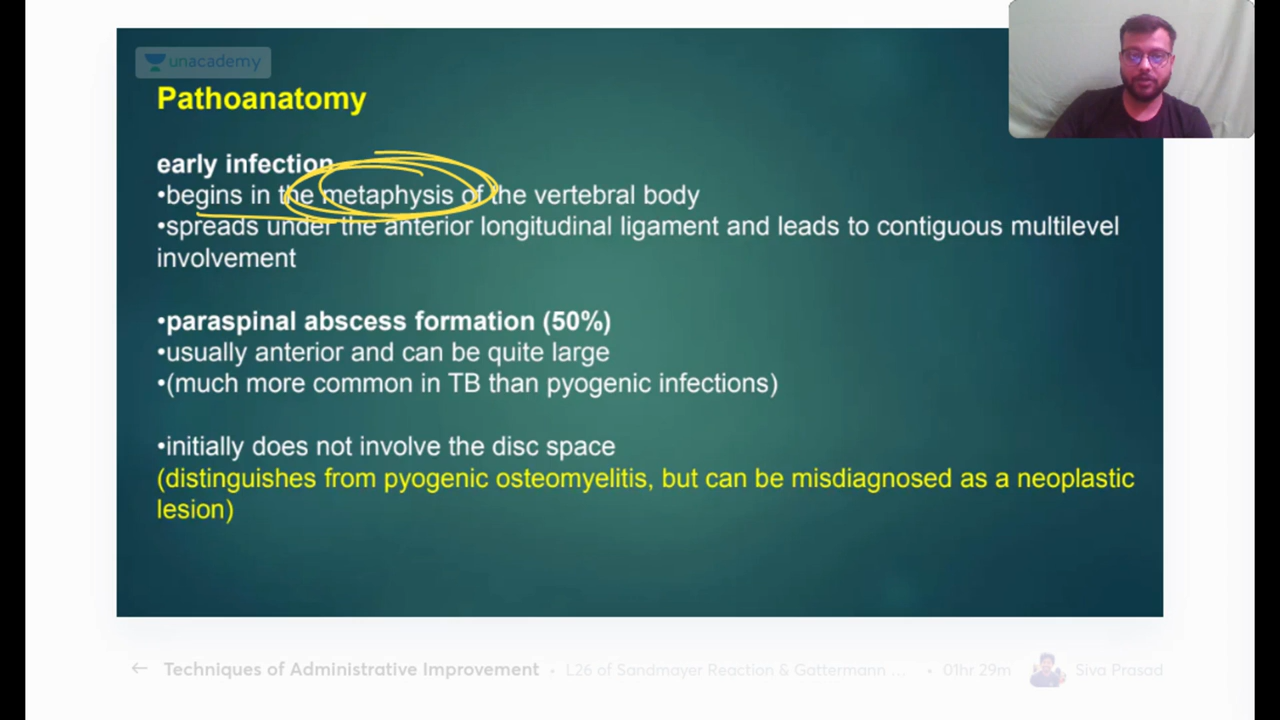 unacademy
Pathoanatomy
early infection
•begins in the metaphysis of the vertebral body
•spreads under the anterior longitudinal ligament and leads to contiguous multilevel
involvement
•paraspinal abscess formation (50%)
•usually anterior and can be quite large
•(much more common in TB than pyogenic infections)
•initially does not involve the disc space
(distinguishes from pyogenic osteomyelitis, but can be misdiagnosed as a neoplastic
lesion)
← Techniques of Administrative Improvement • L26 of Sandmayer Reaction & Gattermann ... • 01hr 29m Siva Prasad